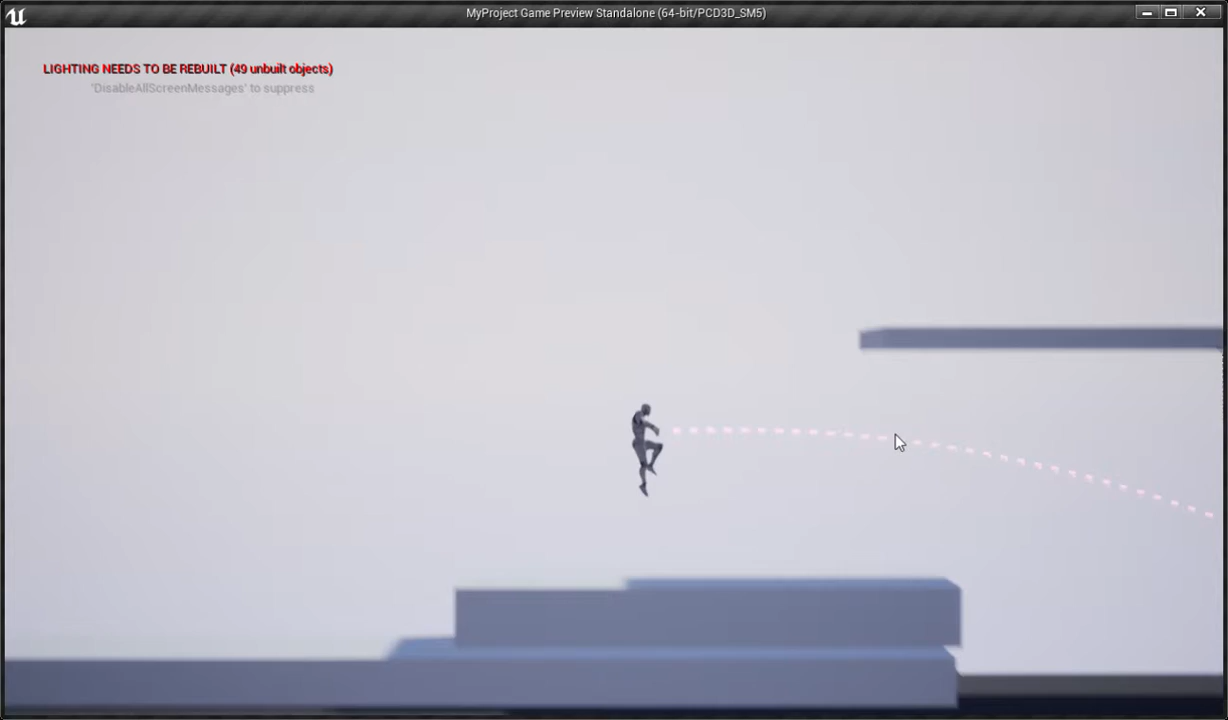 MyProject Game Preview Standalone (64-bit/PCD3D_SM5)
LIGHTING NEEDS TO BE REBUILT (49 unbuilt objects)
'DisableAllScreenMessages' to suppress